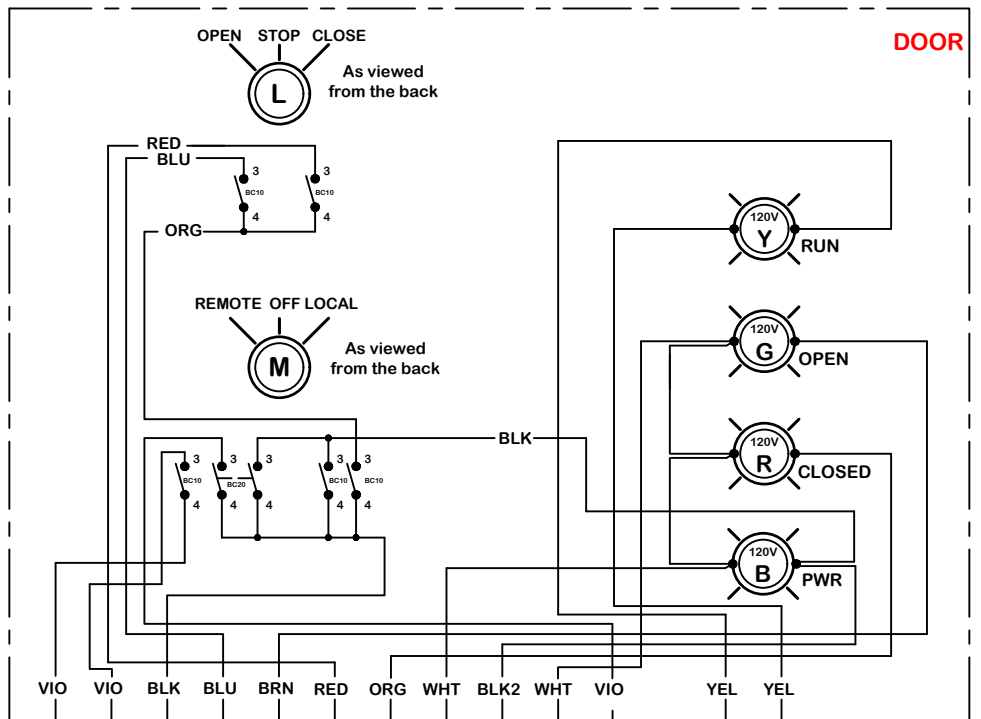 OPEN STOP CLOSE
DOOR
As viewed
from the back
L
RED
BLU
3
3
BC10
BC10
4
4
ORG
120V
Y
RUN
REMOTE OFF LOCAL
As viewed
from the back
M
120V
G
OPEN
BLK
120V
R
CLOSED
3
3
3
3
3
BC10
BC20
BC10
BC10
4
4
4
4
4
120V
B
PWR
VIO VIO BLK BLU BRN RED ORG WHT BLK2 WHT VIO YEL YEL